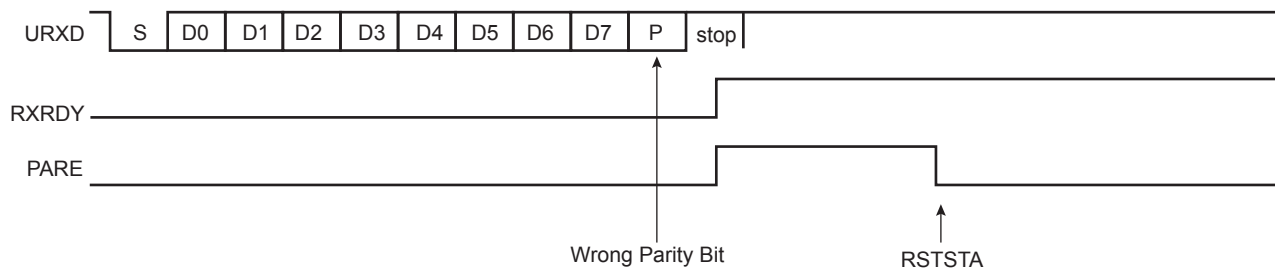 URXD S D0 D1 D2 D3 D4 D5 D6 D7 P stop
RXRDY
PARE
Wrong Parity Bit RSTSTA